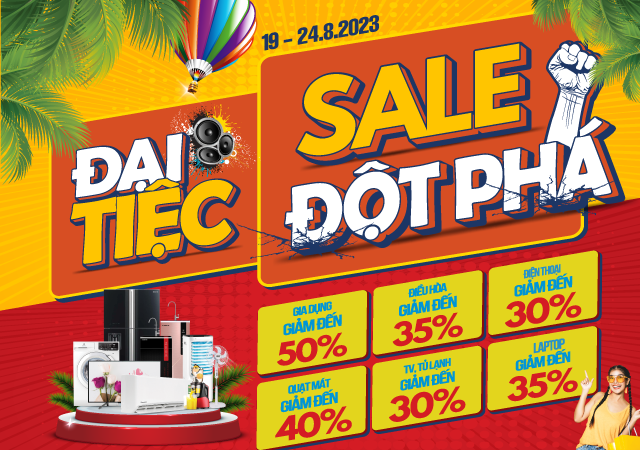 19 - 24.8.2023
ĐẠI
TIỆC
SALE
ĐỘT PHÁ
GIA DỤNG
GIẢM ĐẾN
50%
ĐIỀU HÒA
GIẢM ĐẾN
35%
ĐIỆN THOẠI
GIẢM ĐẾN
30%
QUẠT MÁT
GIẢM ĐẾN
40%
TV, TỦ LẠNH
GIẢM ĐẾN
30%
LAPTOP
GIẢM ĐẾN
35%